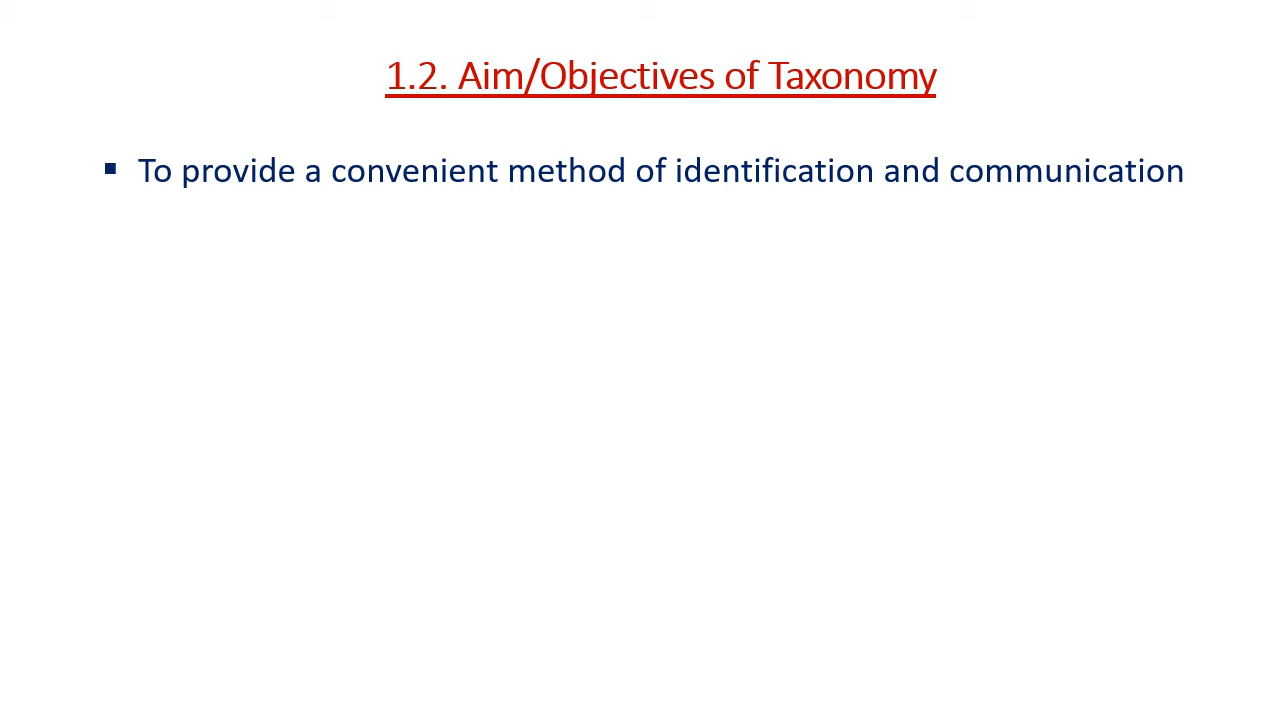 1.2. Aim/Objectives of Taxonomy
▪ To provide a convenient method of identification and communication